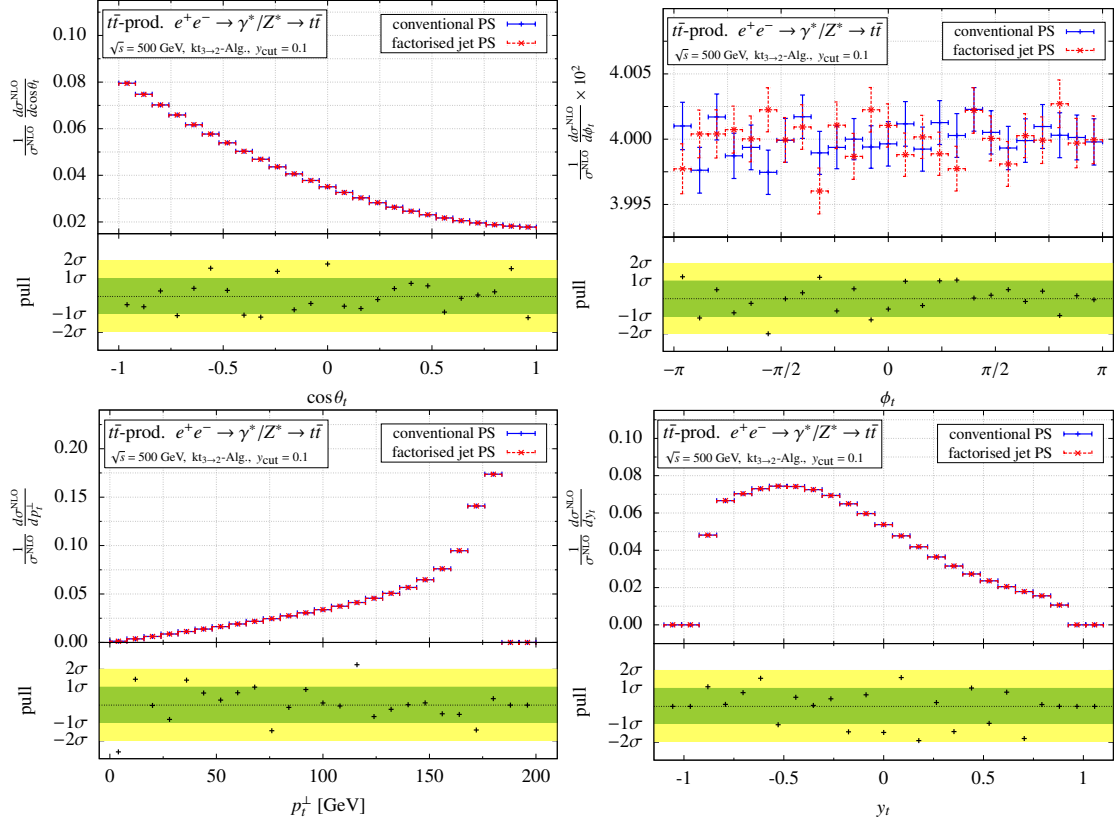 tt̄-prod. e⁺e⁻ → γ*/Z* → tt̄
√s = 500 GeV, kt3→2-Alg., ycut = 0.1
conventional PS
factorised jet PS
1/σ^NLO dσ^NLO/dcosθt
0.10
0.08
0.06
0.04
0.02
pull
2σ
1σ
−1σ
−2σ
-1 -0.5 0 0.5 1
cos θt
tt̄-prod. e⁺e⁻ → γ*/Z* → tt̄
√s = 500 GeV, kt3→2-Alg., ycut = 0.1
conventional PS
factorised jet PS
1/σ^NLO dσ^NLO/dϕt × 10²
4.005
4.000
3.995
pull
2σ
1σ
−1σ
−2σ
−π −π/2 0 π/2 π
ϕt
tt̄-prod. e⁺e⁻ → γ*/Z* → tt̄
√s = 500 GeV, kt3→2-Alg., ycut = 0.1
conventional PS
factorised jet PS
1/σ^NLO dσ^NLO/dpt⊥
0.20
0.15
0.10
0.05
0.00
pull
2σ
1σ
−1σ
−2σ
0 50 100 150 200
pt⊥ [GeV]
tt̄-prod. e⁺e⁻ → γ*/Z* → tt̄
√s = 500 GeV, kt3→2-Alg., ycut = 0.1
conventional PS
factorised jet PS
1/σ^NLO dσ^NLO/dyt
0.10
0.08
0.06
0.04
0.02
0.00
pull
2σ
1σ
−1σ
−2σ
-1 -0.5 0 0.5 1
yt